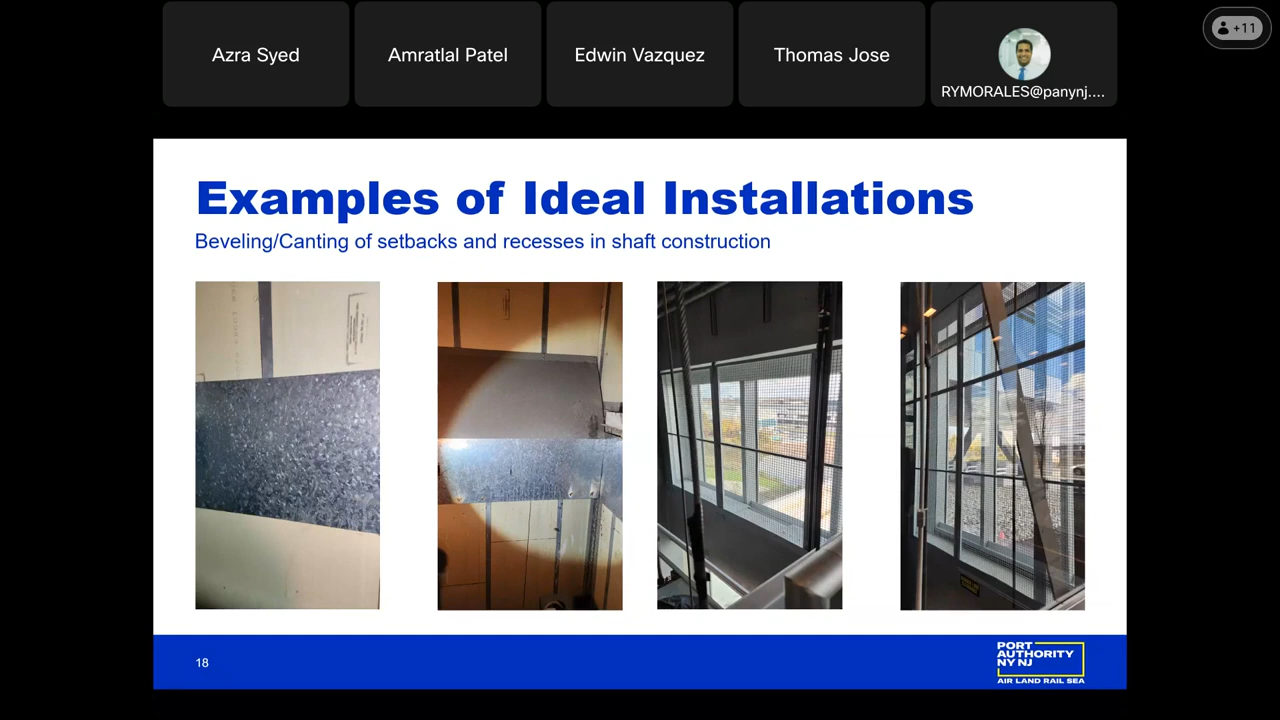 Azra Syed
Amratlal Patel
Edwin Vazquez
Thomas Jose
RYMORALES@panynj....
+11
Examples of Ideal Installations
Beveling/Canting of setbacks and recesses in shaft construction
18
PORT
AUTHORITY
NY NJ
AIR LAND RAIL SEA